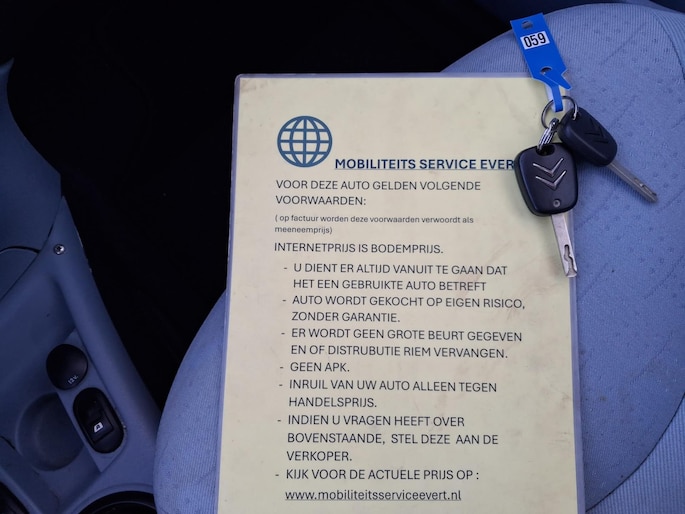 059
MOBILITEITS SERVICE EVERT
VOOR DEZE AUTO GELDEN VOLGENDE
VOORWAARDEN:
( op factuur worden deze voorwaarden verwoordt als
meeneemprijs)
INTERNETPRIJS IS BODEMPRIJS.
- U DIENT ER ALTIJD VANUIT TE GAAN DAT
HET EEN GEBRUIKTE AUTO BETREFT
- AUTO WORDT GEKOCHT OP EIGEN RISICO,
ZONDER GARANTIE.
- ER WORDT GEEN GROTE BEURT GEGEVEN
EN OF DISTRUBUTIE RIEM VERVANGEN.
- GEEN APK.
- INRUIL VAN UW AUTO ALLEEN TEGEN
HANDELSPRIJS.
- INDIEN U VRAGEN HEEFT OVER
BOVENSTAANDE, STEL DEZE AAN DE
VERKOPER.
- KIJK VOOR DE ACTUELE PRIJS OP :
www.mobiliteitsserviceevert.nl